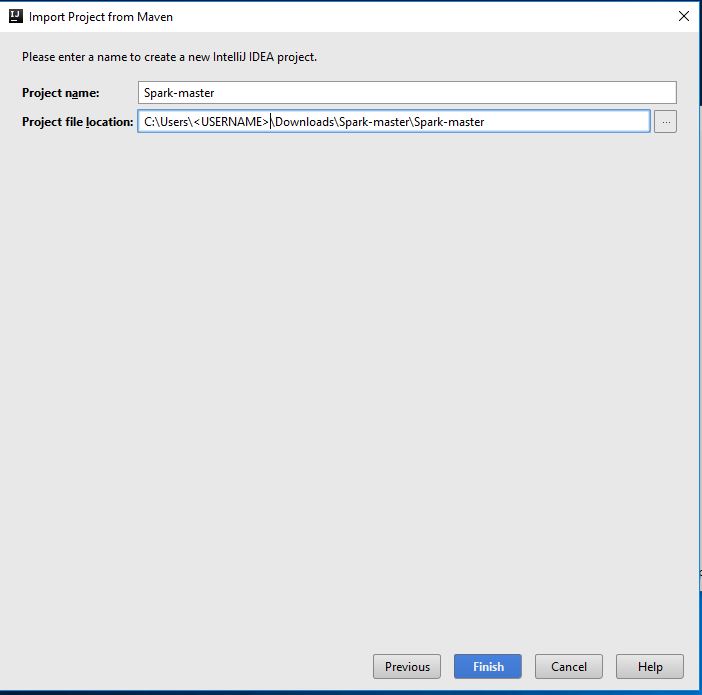 IJ Import Project from Maven
Please enter a name to create a new IntelliJ IDEA project.
Project name: Spark-master
Project file location: C:\Users\<USERNAME>\Downloads\Spark-master\Spark-master ...
Previous Finish Cancel Help